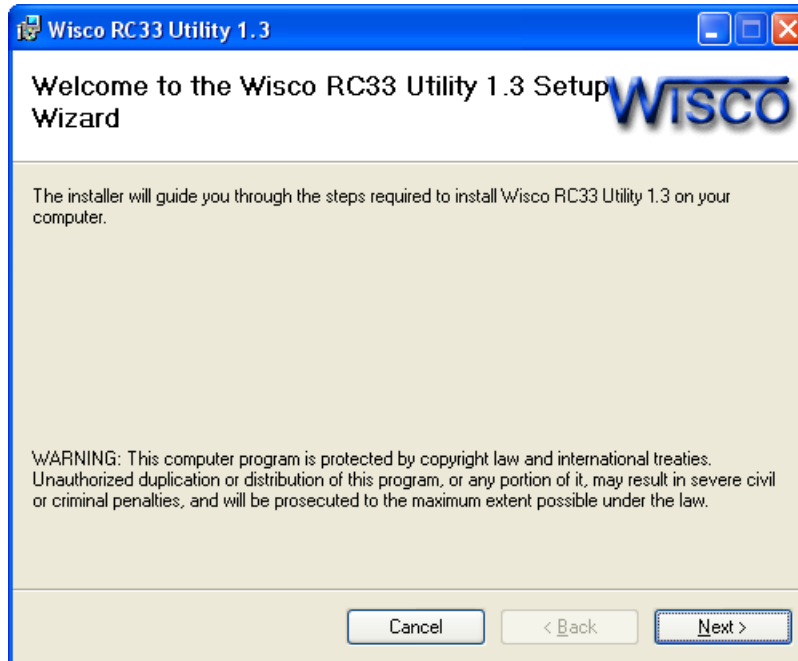 Wisco RC33 Utility 1.3
Welcome to the Wisco RC33 Utility 1.3 Setup
Wizard
WISCO
The installer will guide you through the steps required to install Wisco RC33 Utility 1.3 on your
computer.
WARNING: This computer program is protected by copyright law and international treaties.
Unauthorized duplication or distribution of this program, or any portion of it, may result in severe civil
or criminal penalties, and will be prosecuted to the maximum extent possible under the law.
Cancel
< Back
Next >